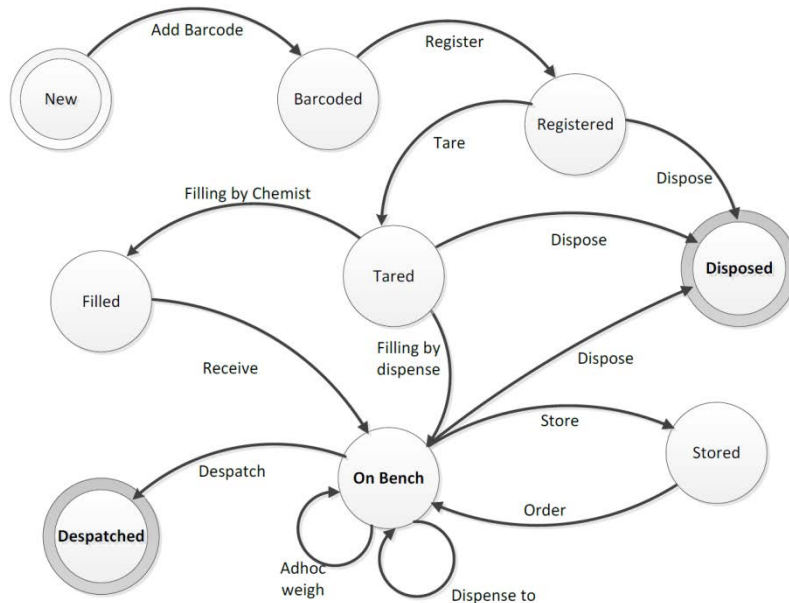 Add Barcode
New
Barcoded
Register
Registered
Tare
Dispose
Filling by Chemist
Tared
Dispose
Disposed
Filled
Filling by
dispense
Receive
Dispose
Store
Stored
Despatch
On Bench
Order
Despatched
Adhoc
weigh
Dispense to